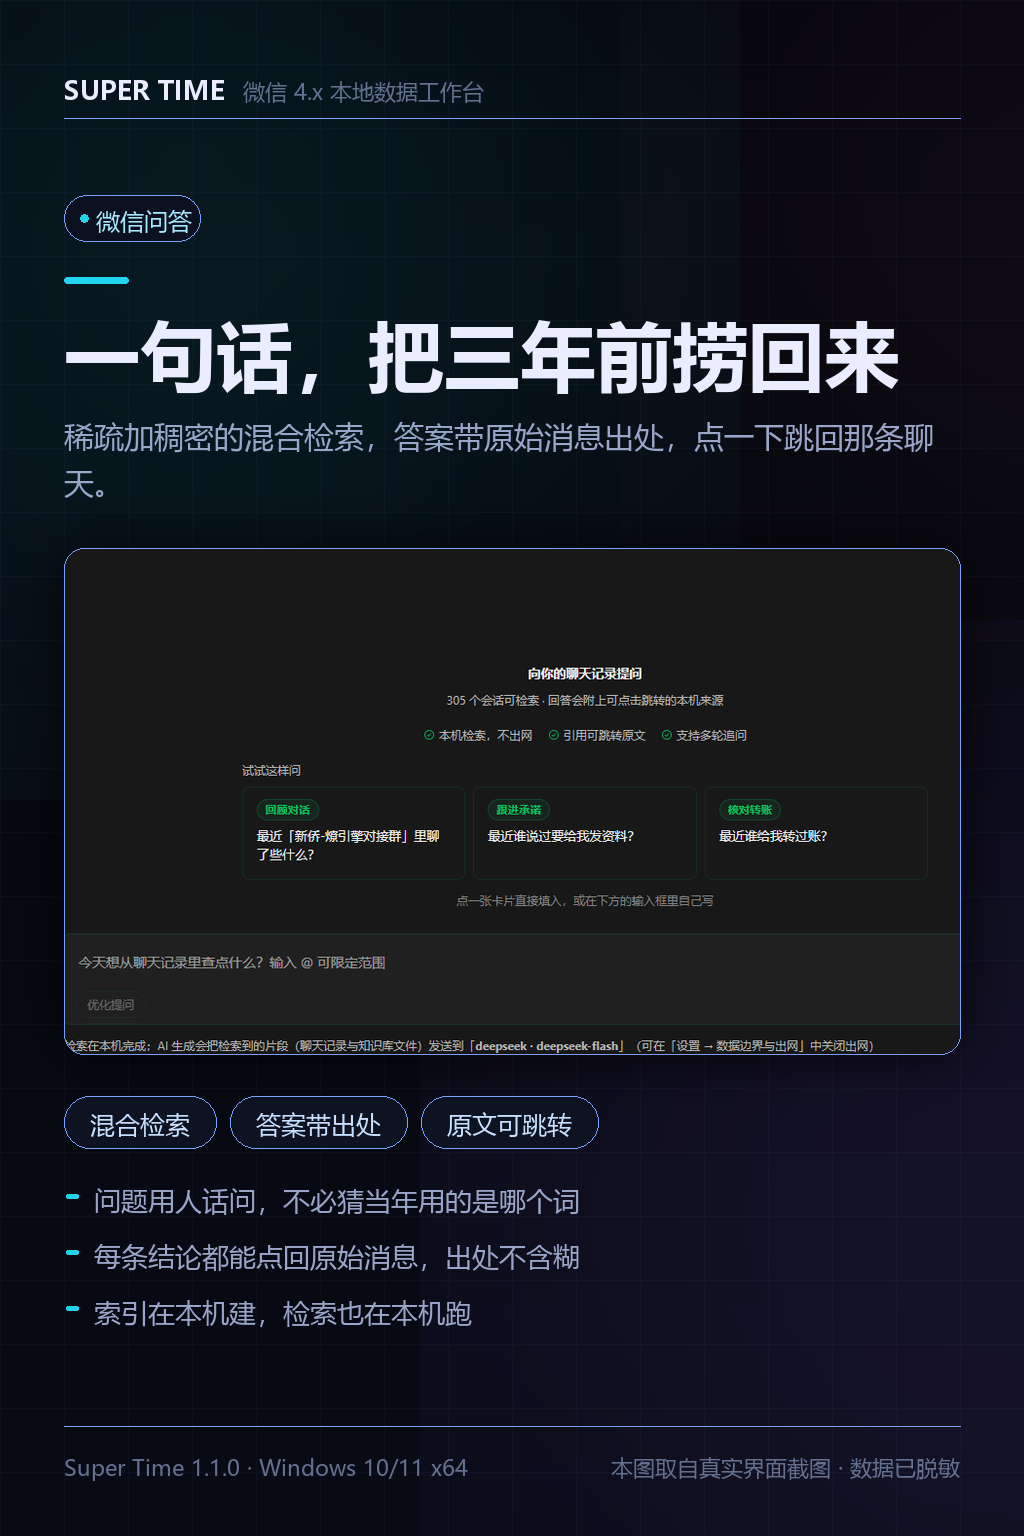 SUPER TIME 微信 4.x 本地数据工作台
微信问答
一句话，把三年前捞回来
稀疏加稠密的混合检索，答案带原始消息出处，点一下跳回那条聊
天。
向你的聊天记录提问
305 个会话可检索 · 回答会附上可点击跳转的本机来源
本机检索，不出网 引用可跳转原文 支持多轮追问
试试这样问
回顾对话 跟进承诺 核对转账
最近「新侨-燎引擎对接群」里聊 最近谁说过要给我发资料？ 最近谁给我转过账？
了些什么？
点一张卡片直接填入，或在下方的输入框里自己写
今天想从聊天记录里查点什么？输入 @ 可限定范围
优化提问
索在本机完成；AI 生成会把检索到的片段（聊天记录与知识库文件）发送到「deepseek · deepseek-flash」（可在「设置 → 数据边界与出网」中关闭出网）
混合检索 答案带出处 原文可跳转
问题用人话问，不必猜当年用的是哪个词
每条结论都能点回原始消息，出处不含糊
索引在本机建，检索也在本机跑
Super Time 1.1.0 · Windows 10/11 x64 本图取自真实界面截图 · 数据已脱敏